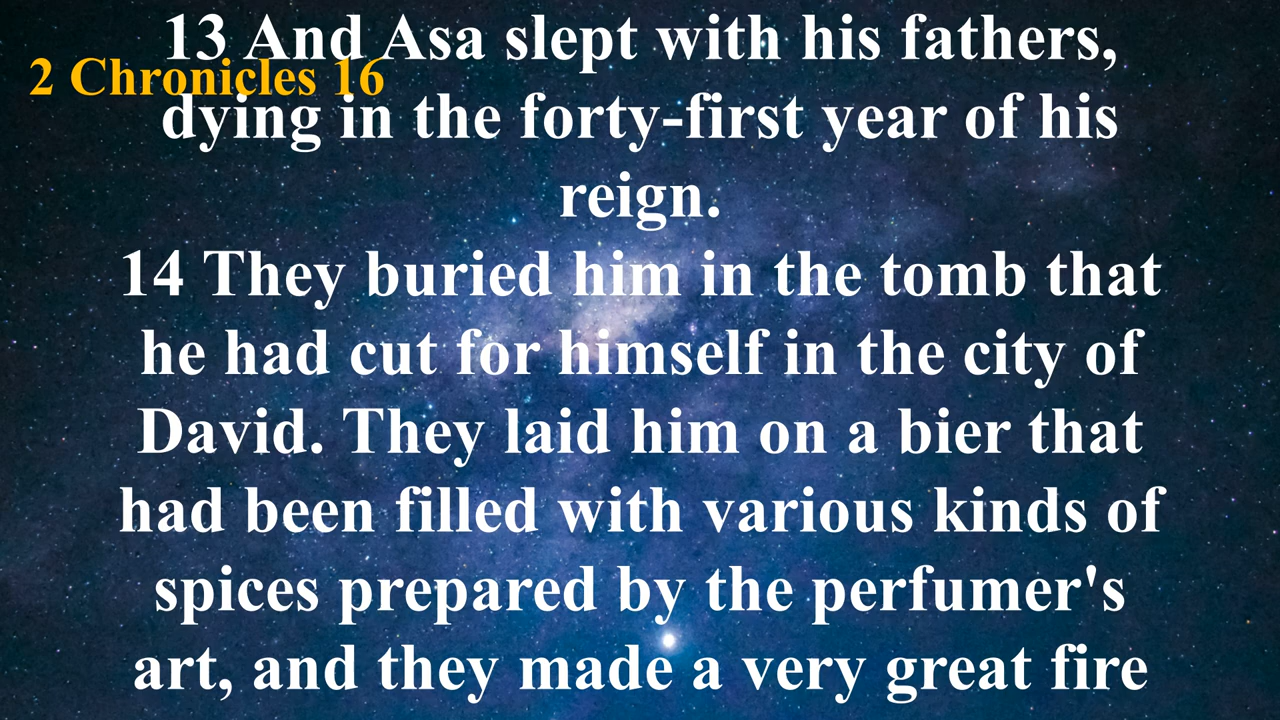 13 And Asa slept with his fathers,
2 Chronicles 16
dying in the forty-first year of his
reign.
14 They buried him in the tomb that
he had cut for himself in the city of
David. They laid him on a bier that
had been filled with various kinds of
spices prepared by the perfumer's
art, and they made a very great fire